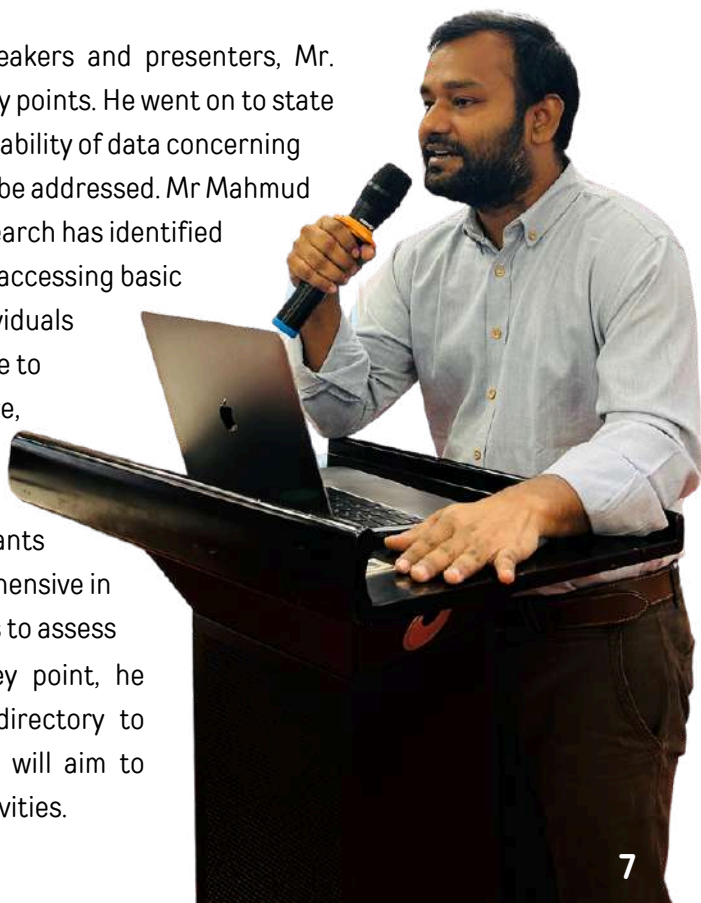 eakers and presenters, Mr.
y points. He went on to state
ability of data concerning
be addressed. Mr Mahmud
earch has identified
accessing basic
viduals
e to
e,
ants
hensive in
s to assess
ey point, he
directory to
will aim to
vities.
7